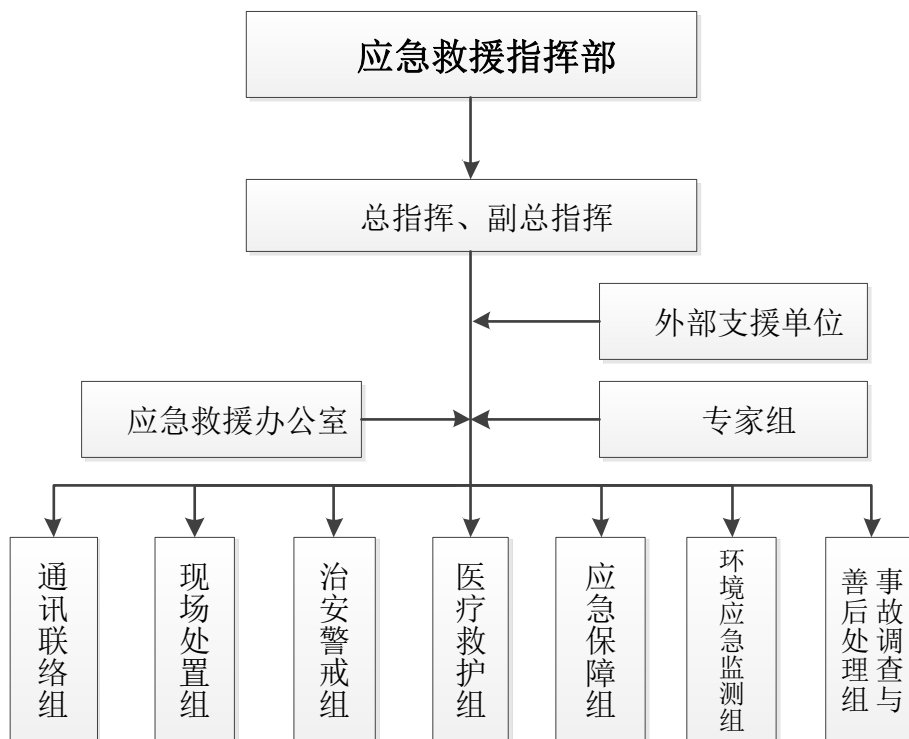 应急救援指挥部
总指挥、副总指挥
外部支援单位
应急救援办公室
专家组
通讯联络组
现场处置组
治安警戒组
医疗救护组
应急保障组
环境应急监测组
事故调查与
善后处理组